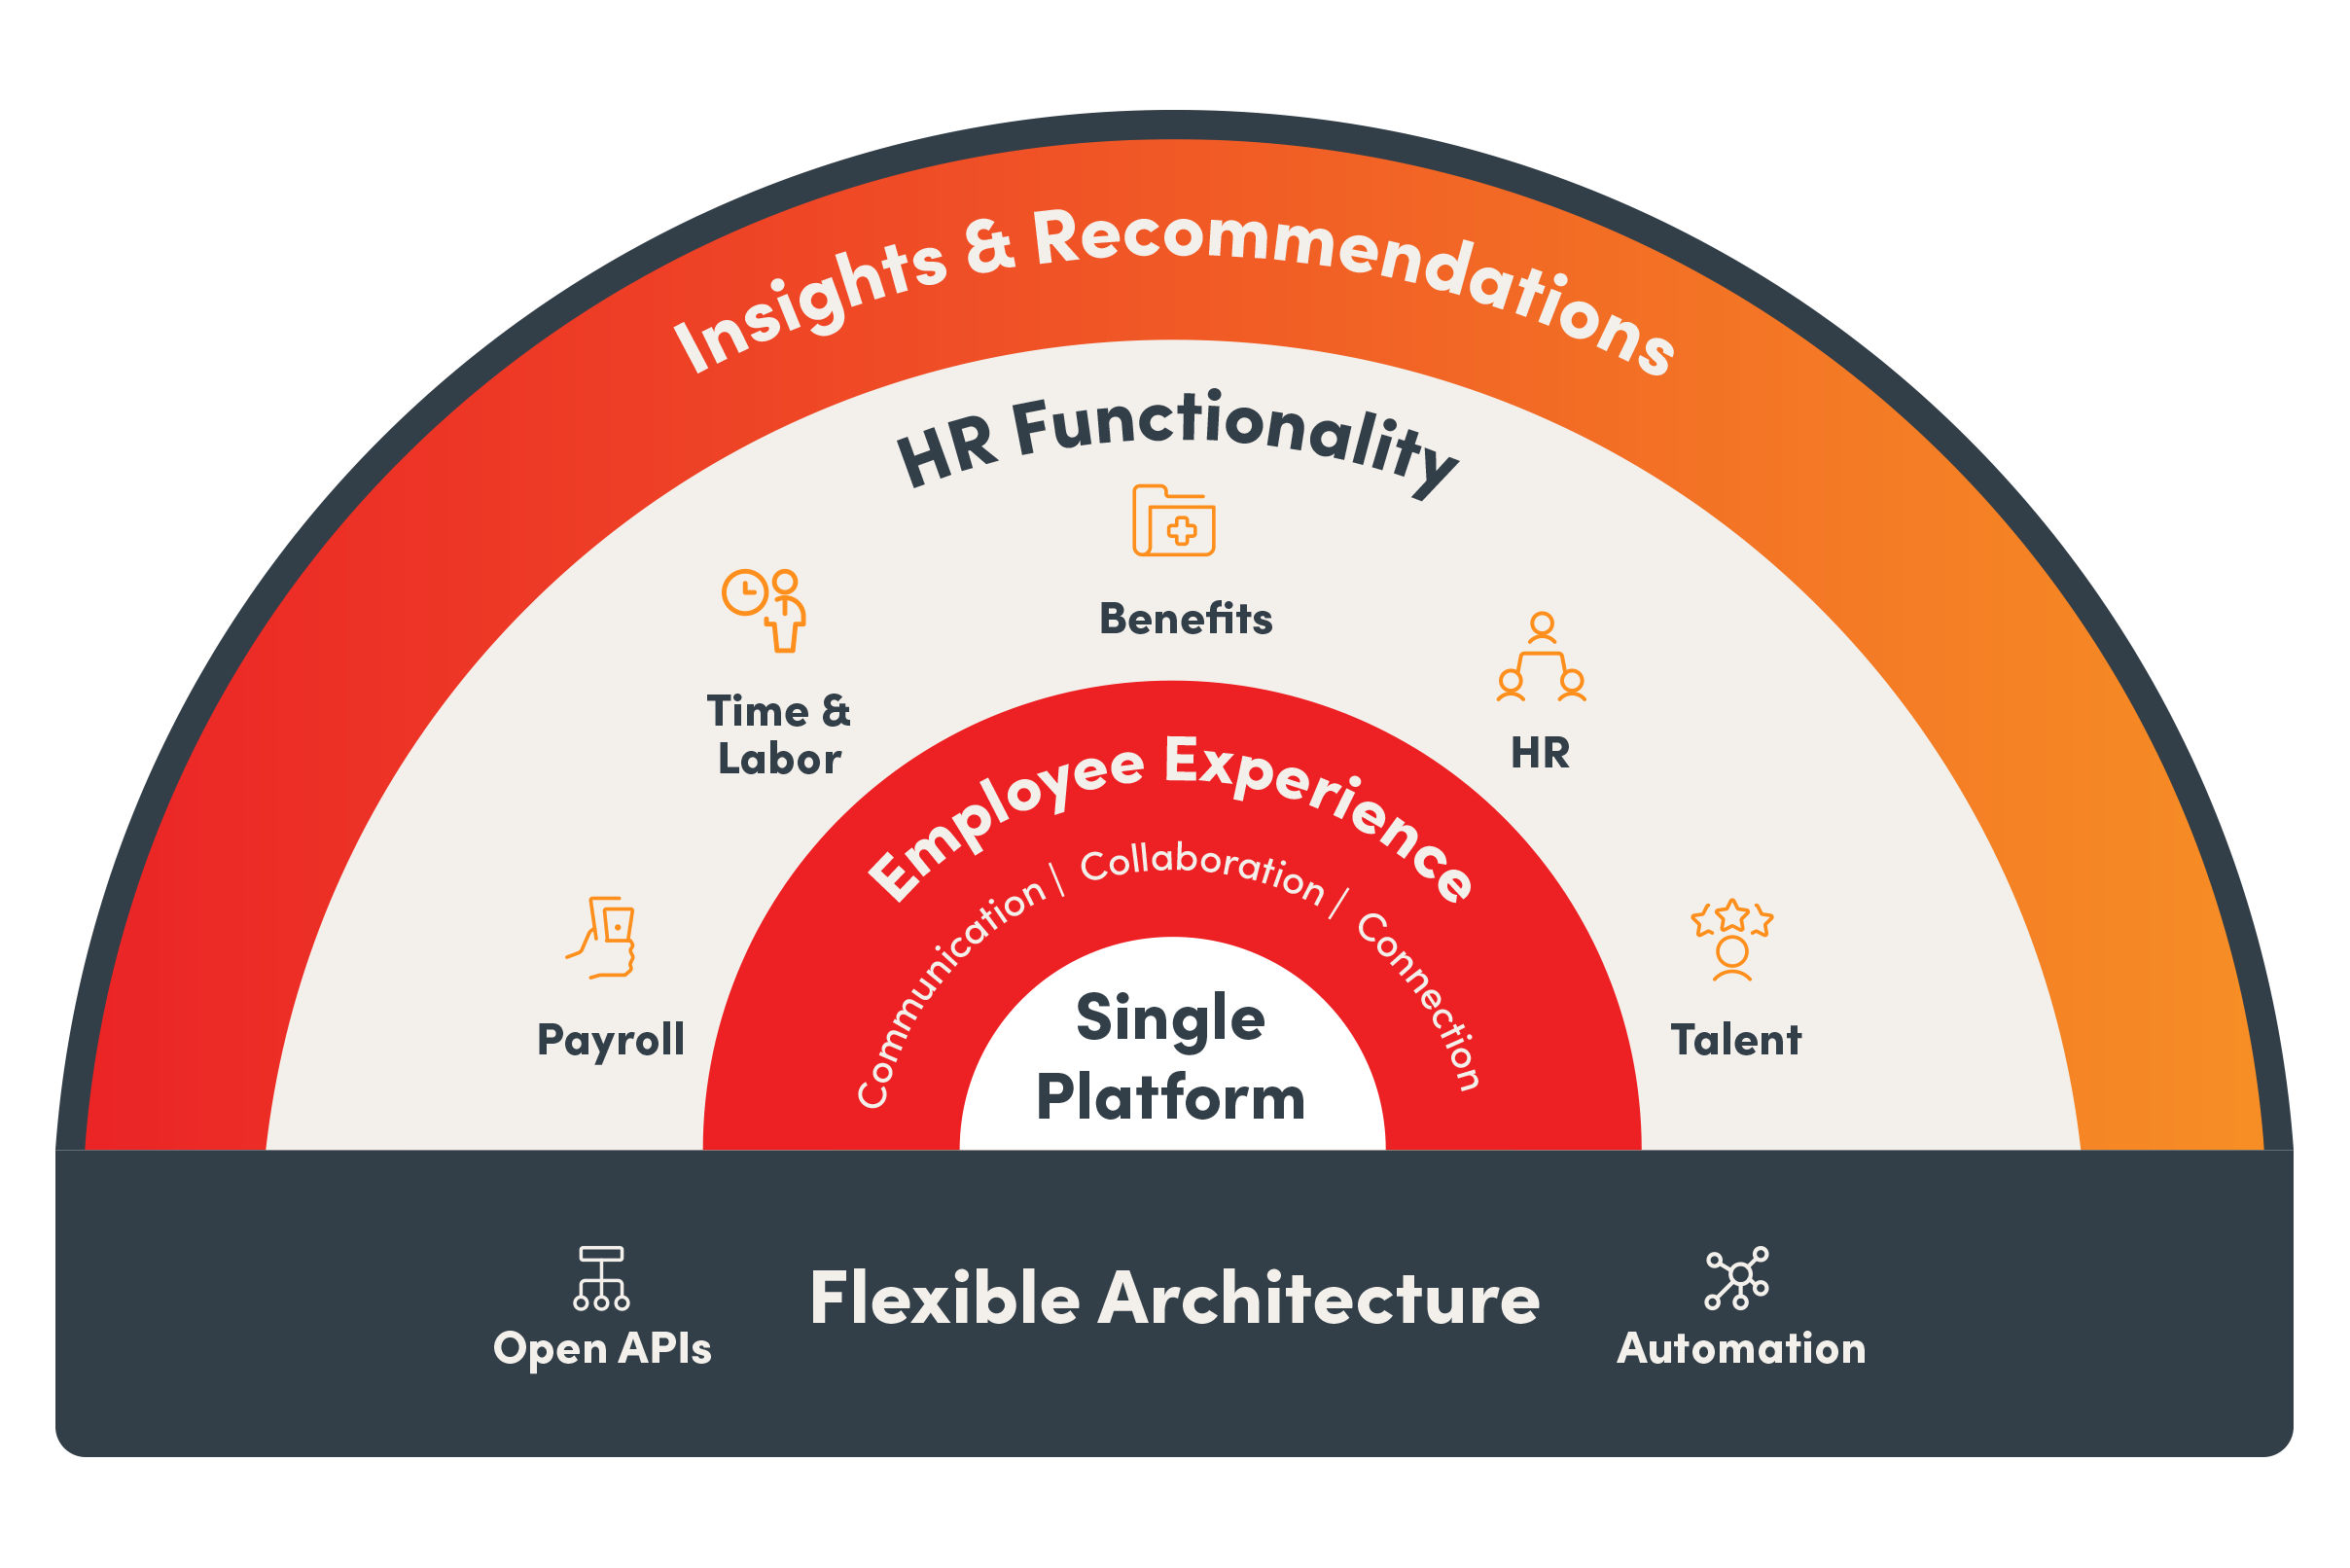 Insights & Recommendations
HR Functionality
Benefits
Time &
Labor
HR
Employee Experience
Communication \ Collaboration / Connection
Payroll
Talent
Single
Platform
Flexible Architecture
Open APIs
Automation